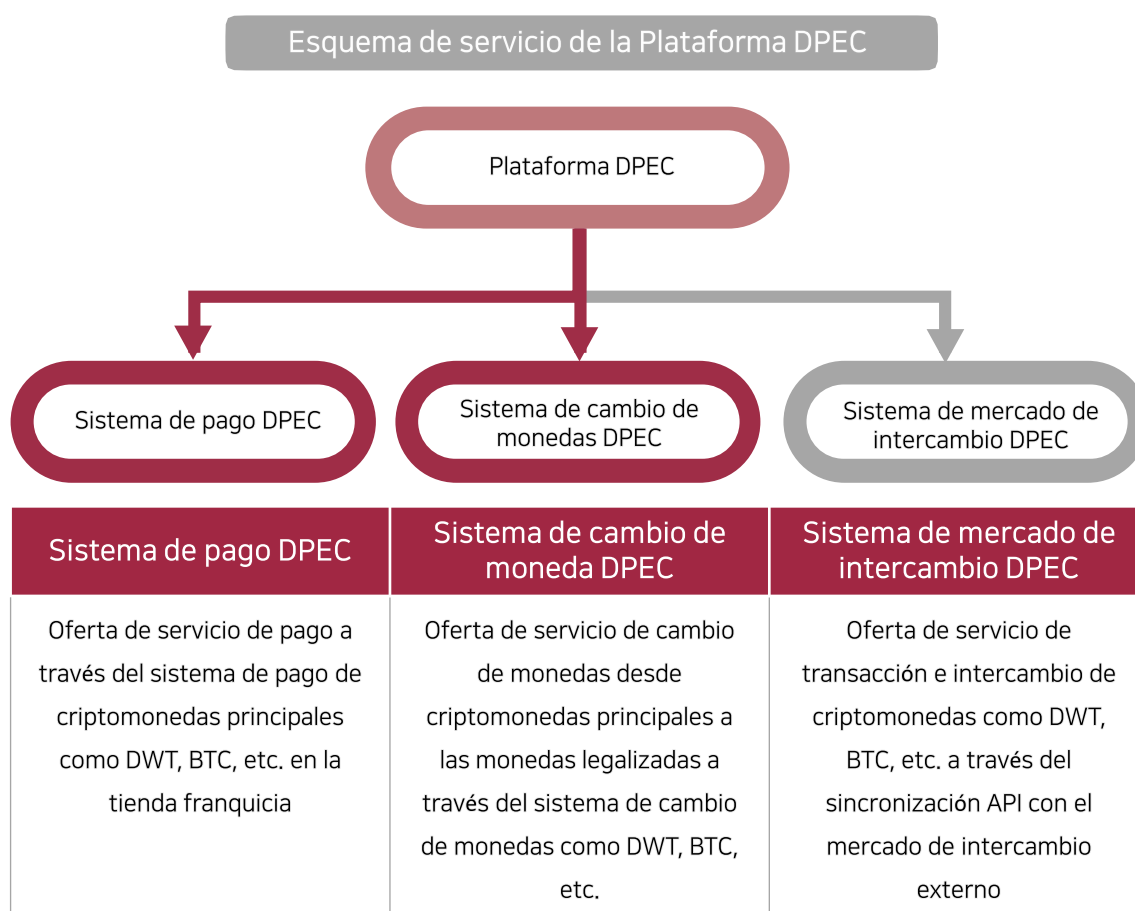 Esquema de servicio de la Plataforma DPEC
Plataforma DPEC
Sistema de pago DPEC
Sistema de cambio de
monedas DPEC
Sistema de mercado de
intercambio DPEC
Sistema de pago DPEC
Sistema de cambio de
moneda DPEC
Sistema de mercado de
intercambio DPEC
Oferta de servicio de pago a
través del sistema de pago de
criptomonedas principales
como DWT, BTC, etc. en la
tienda franquicia
Oferta de servicio de cambio
de monedas desde
criptomonedas principales a
las monedas legalizadas a
través del sistema de cambio
de monedas como DWT, BTC,
etc.
Oferta de servicio de
transacción e intercambio de
criptomonedas como DWT,
BTC, etc. a través del
sincronización API con el
mercado de intercambio
externo